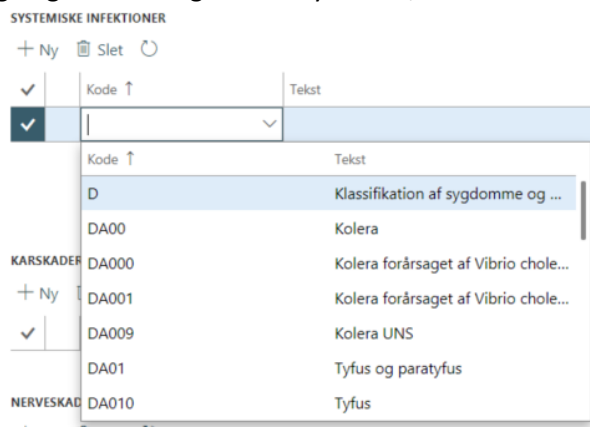 SYSTEMISKE INFEKTIONER
+ Ny Slet
Kode ↑ Tekst
Kode ↑ Tekst
D Klassifikation af sygdomme og ...
DA00 Kolera
DA000 Kolera forårsaget af Vibrio chole...
KARSKADER
DA001 Kolera forårsaget af Vibrio chole...
+ Ny
DA009 Kolera UNS
DA01 Tyfus og paratyfus
NERVESKAD
DA010 Tyfus